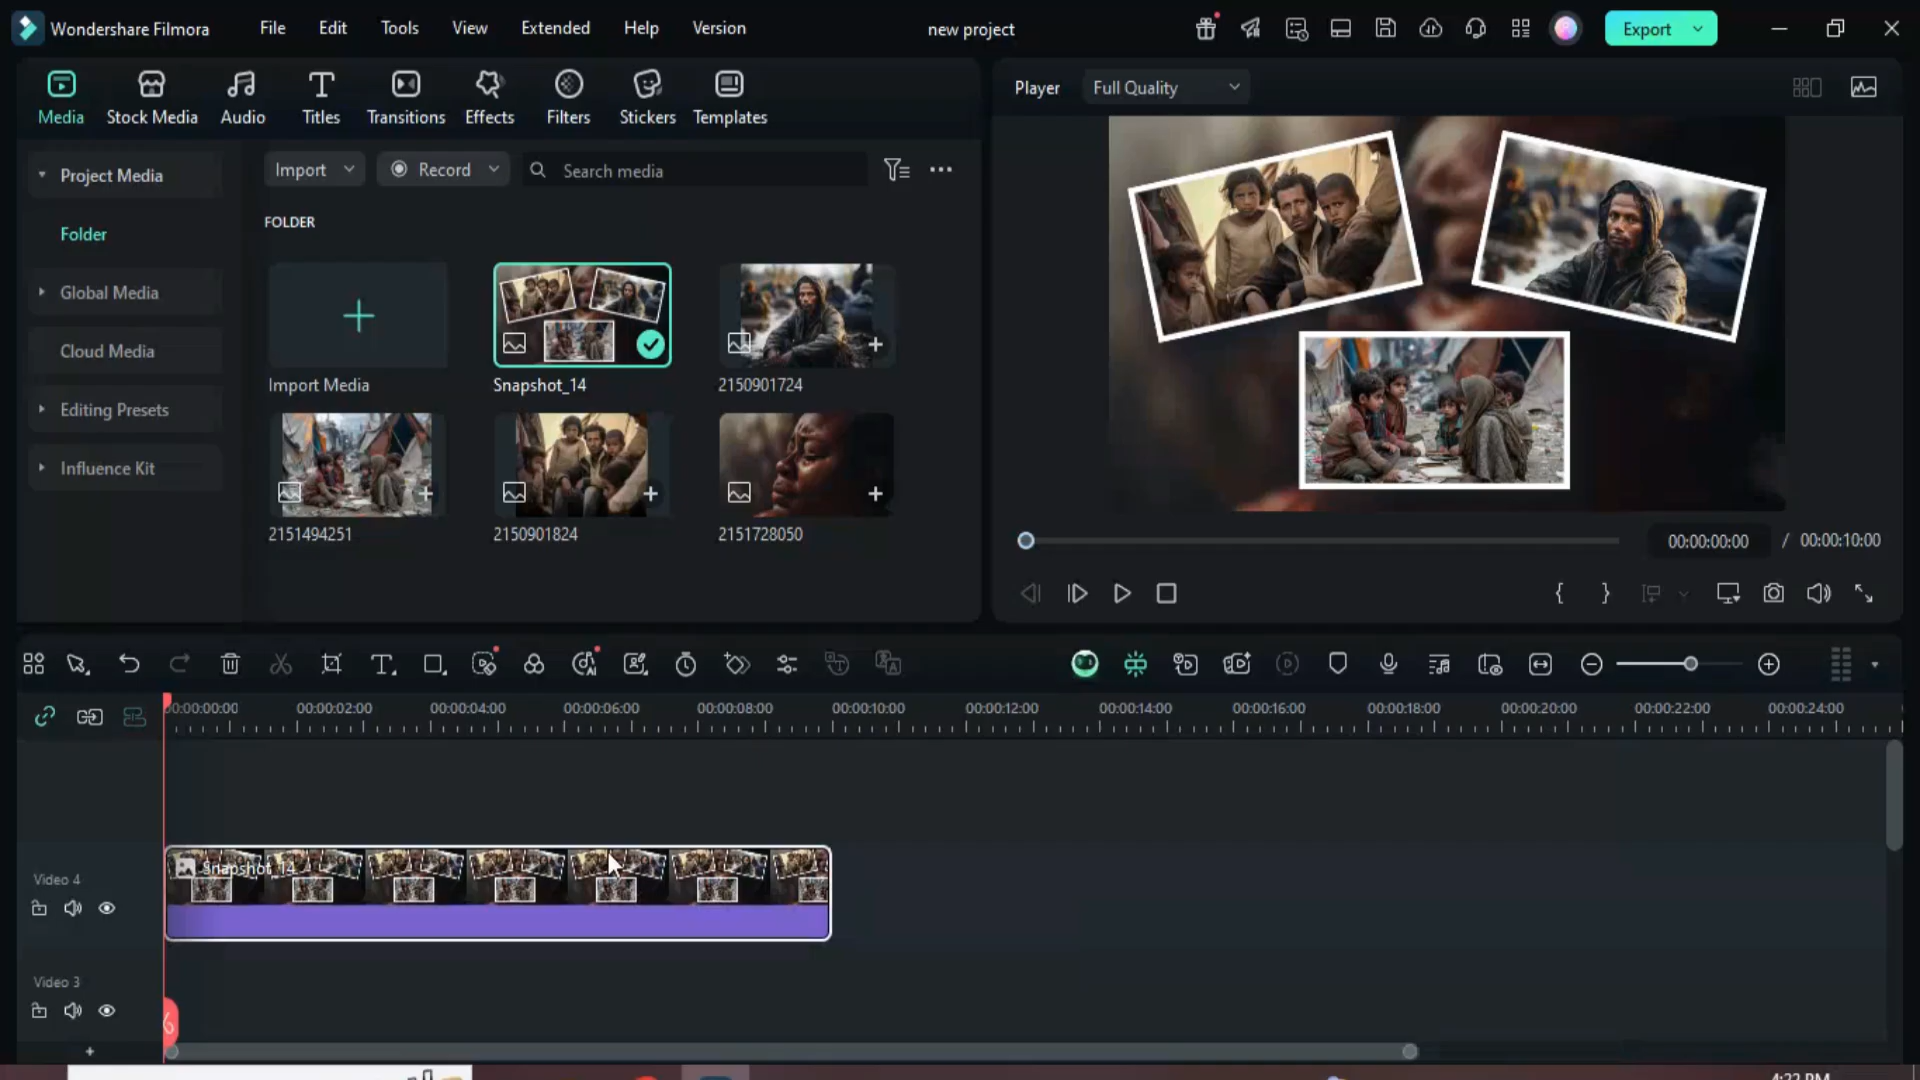 Wondershare Filmora
File Edit Tools View Extended Help Version
new project
Export
Media Stock Media Audio Titles Transitions Effects Filters Stickers Templates
Player Full Quality
Project Media
Folder
Global Media
Cloud Media
Editing Presets
Influence Kit
Import Record Search media
FOLDER
Import Media Snapshot_14 2150901724
2151494251 2150901824 2151728050
00:00:00:00 / 00:00:10:00
00:00:00:00 00:00:02:00 00:00:04:00 00:00:06:00 00:00:08:00 00:00:10:00 00:00:12:00 00:00:14:00 00:00:16:00 00:00:18:00 00:00:20:00 00:00:22:00 00:00:24:00
Snapshot_14
Video 4
Video 3
4:22 PM